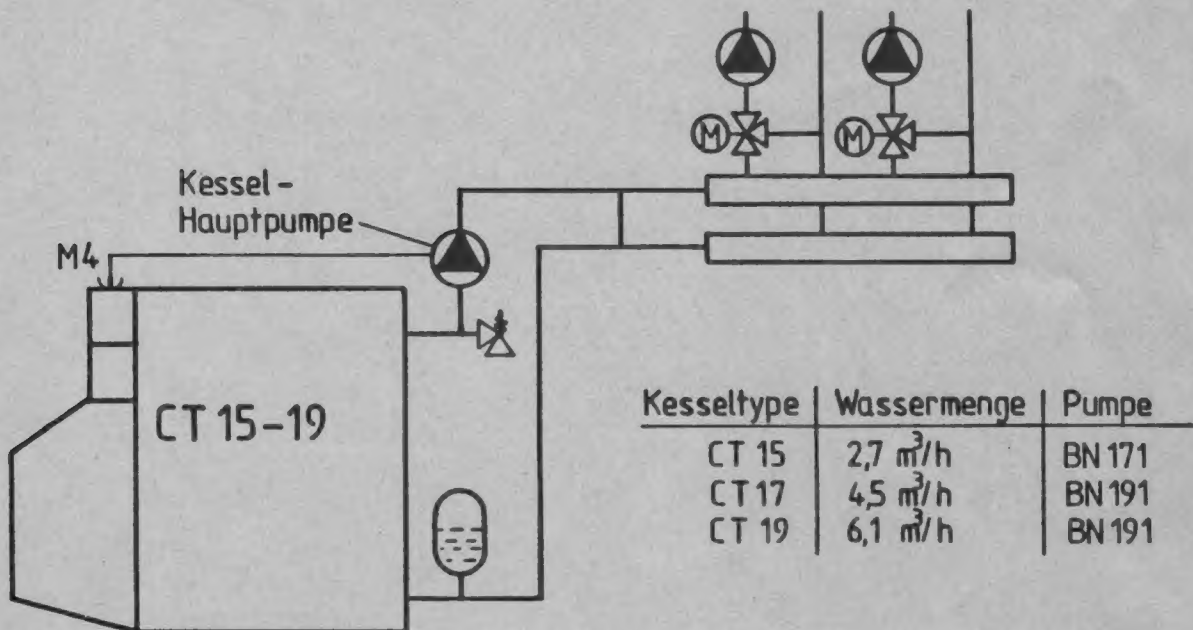 M
M
Kessel-
Hauptpumpe
M4
CT 15-19
Kesseltype Wassermenge Pumpe
CT 15 2,7 m³/h BN 171
CT 17 4,5 m³/h BN 191
CT 19 6,1 m³/h BN 191